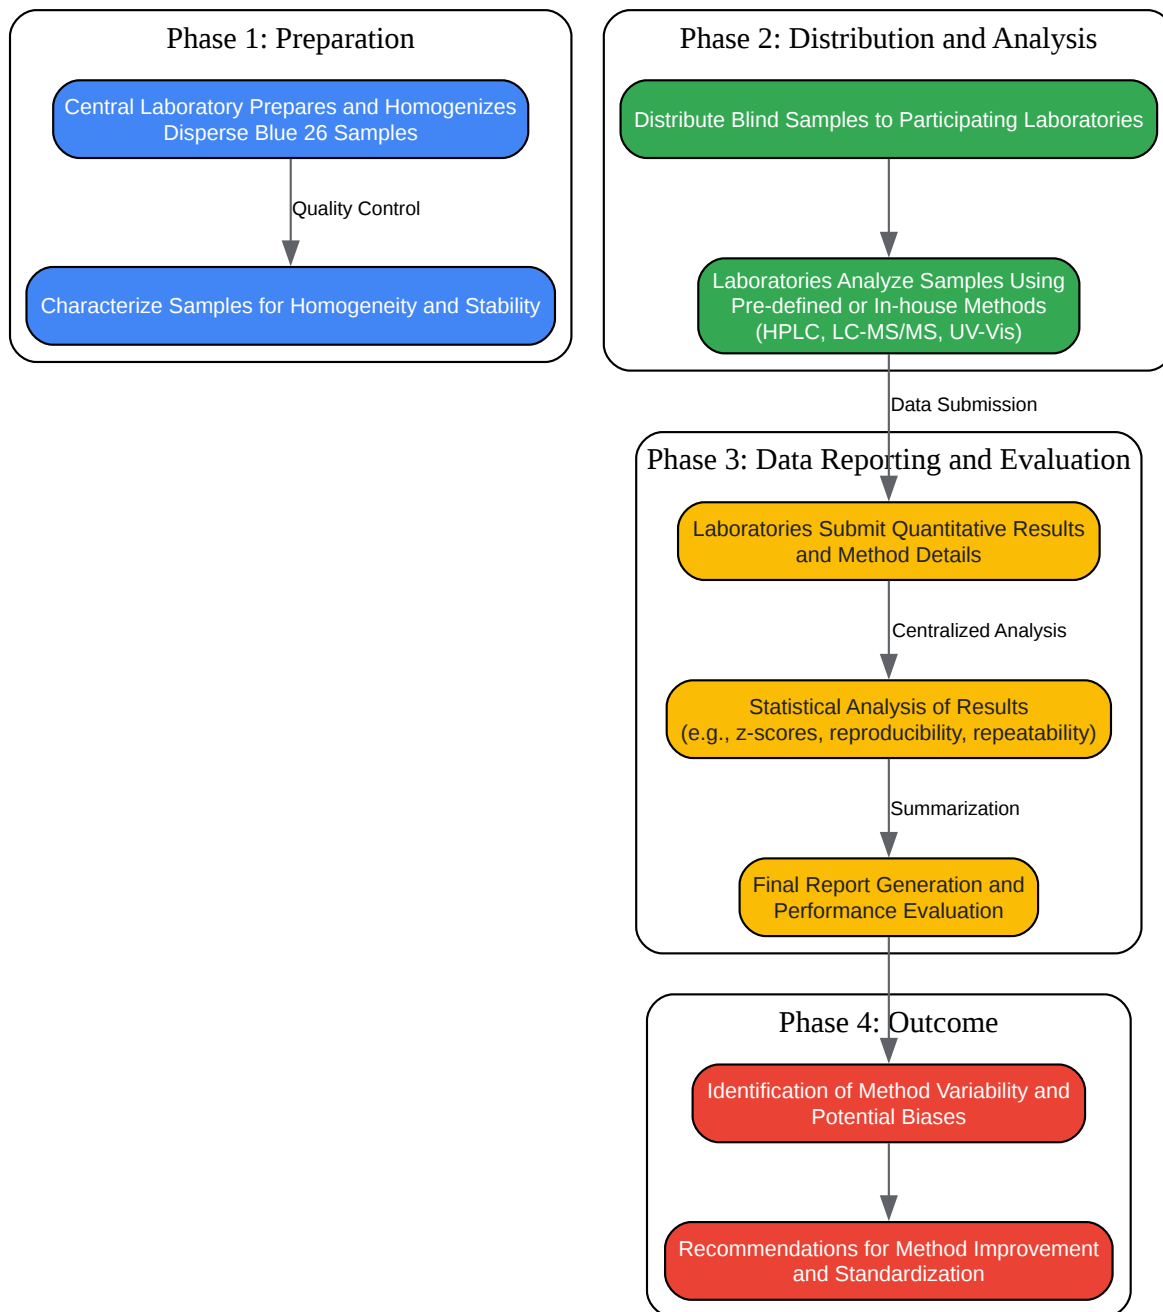 Phase 1: Preparation
Central Laboratory Prepares and Homogenizes
Disperse Blue 26 Samples
Quality Control
Characterize Samples for Homogeneity and Stability
Phase 2: Distribution and Analysis
Distribute Blind Samples to Participating Laboratories
Laboratories Analyze Samples Using
Pre-defined or In-house Methods
(HPLC, LC-MS/MS, UV-Vis)
Data Submission
Phase 3: Data Reporting and Evaluation
Laboratories Submit Quantitative Results
and Method Details
Centralized Analysis
Statistical Analysis of Results
(e.g., z-scores, reproducibility, repeatability)
Summarization
Final Report Generation and
Performance Evaluation
Phase 4: Outcome
Identification of Method Variability and
Potential Biases
Recommendations for Method Improvement
and Standardization